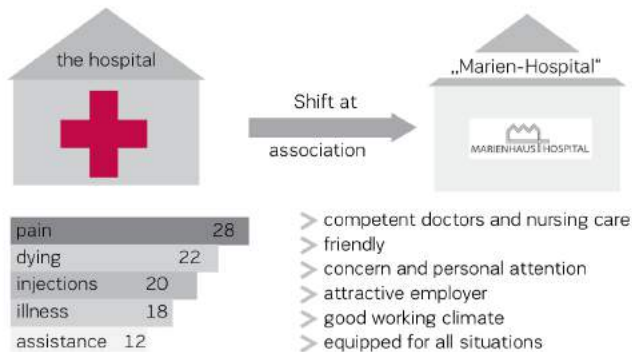 the hospital
Shift at
association
„Marien-Hospital“
MARIENHAUS HOSPITAL
pain 28
dying 22
injections 20
illness 18
assistance 12
competent doctors and nursing care
friendly
concern and personal attention
attractive employer
good working climate
equipped for all situations